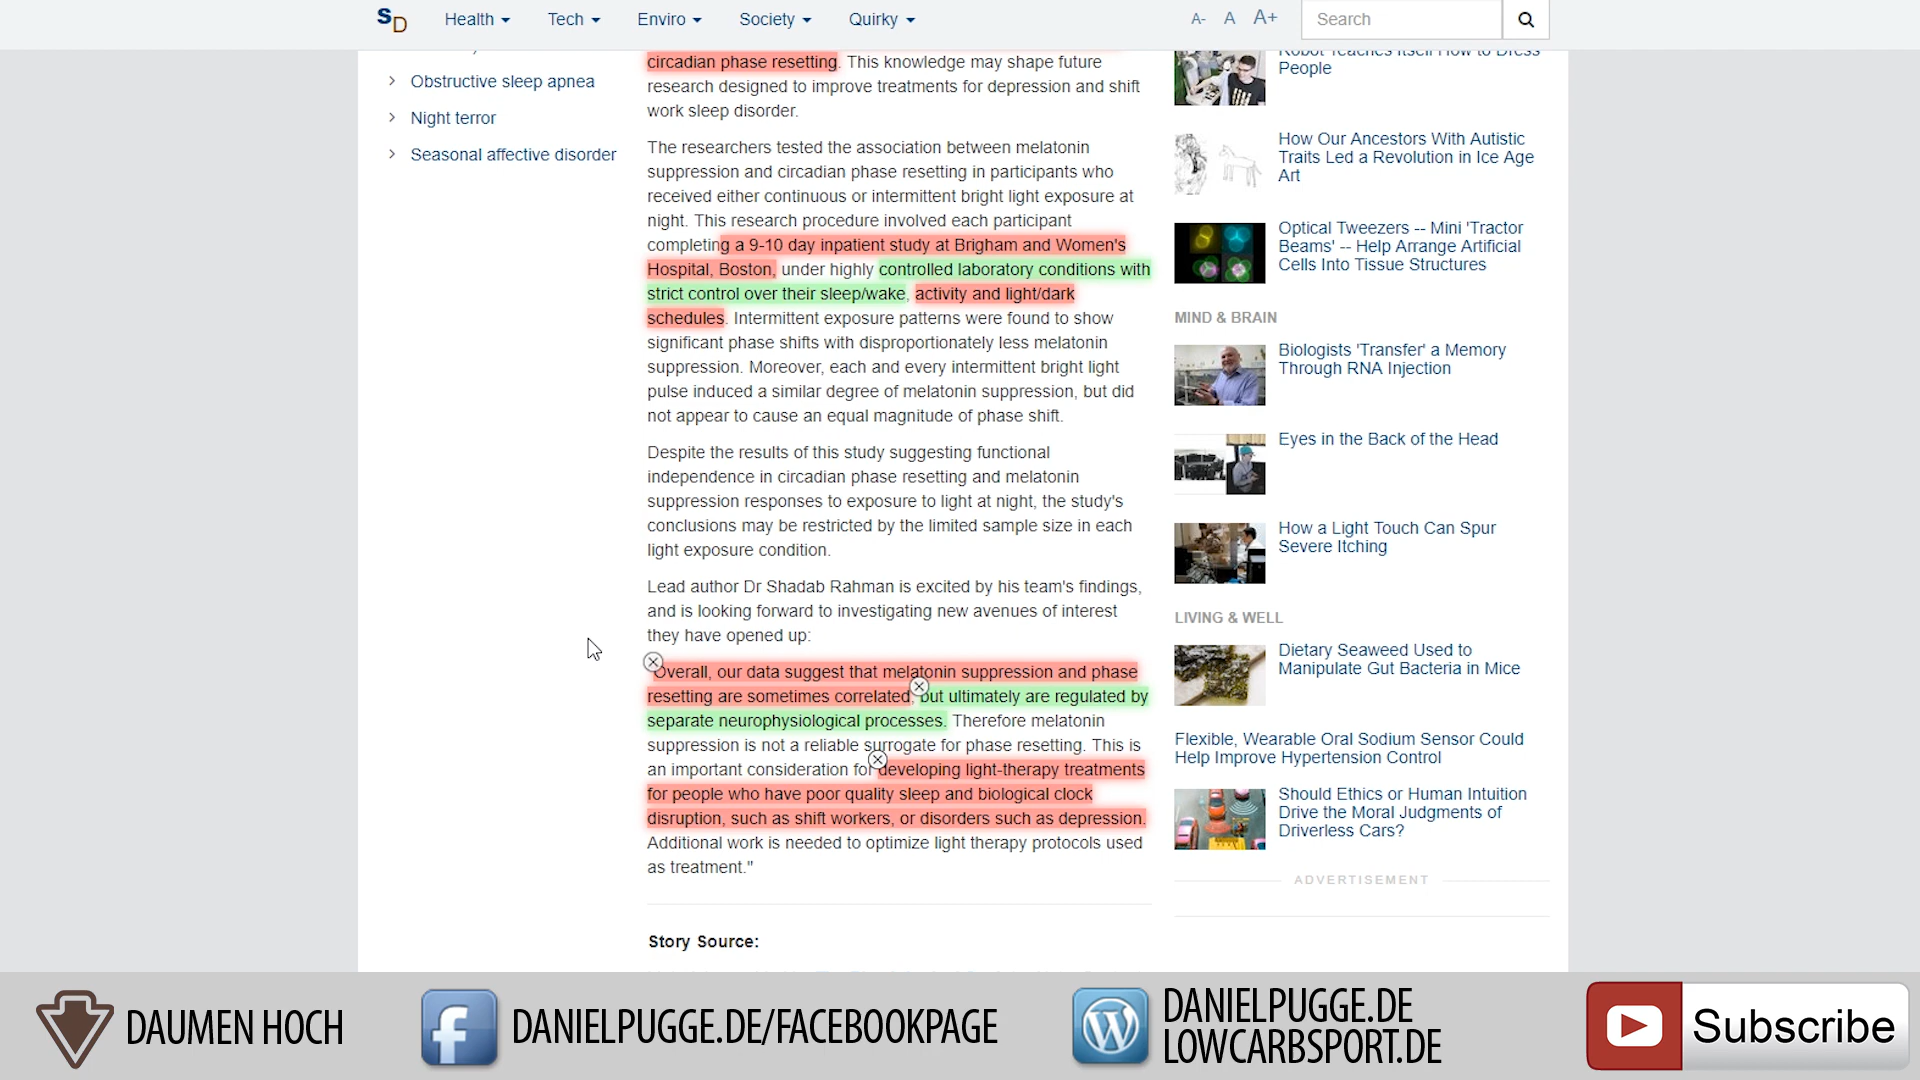 SD
Health
Tech
Enviro
Society
Quirky
A-
A
A+
Search
Obstructive sleep apnea
Night terror
Seasonal affective disorder
circadian phase resetting. This knowledge may shape future
research designed to improve treatments for depression and shift
work sleep disorder.
The researchers tested the association between melatonin
suppression and circadian phase resetting in participants who
received either continuous or intermittent bright light exposure at
night. This research procedure involved each participant
completing a 9-10 day inpatient study at Brigham and Women's
Hospital, Boston, under highly controlled laboratory conditions with
strict control over their sleep/wake, activity and light/dark
schedules. Intermittent exposure patterns were found to show
significant phase shifts with disproportionately less melatonin
suppression. Moreover, each and every intermittent bright light
pulse induced a similar degree of melatonin suppression, but did
not appear to cause an equal magnitude of phase shift.
Despite the results of this study suggesting functional
independence in circadian phase resetting and melatonin
suppression responses to exposure to light at night, the study's
conclusions may be restricted by the limited sample size in each
light exposure condition.
Lead author Dr Shadab Rahman is excited by his team's findings,
and is looking forward to investigating new avenues of interest
they have opened up:
Overall, our data suggest that melatonin suppression and phase
resetting are sometimes correlated, but ultimately are regulated by
separate neurophysiological processes. Therefore melatonin
suppression is not a reliable surrogate for phase resetting. This is
an important consideration for developing light-therapy treatments
for people who have poor quality sleep and biological clock
disruption, such as shift workers, or disorders such as depression.
Additional work is needed to optimize light therapy protocols used
as treatment."
Story Source:
Robot Teaches Itself How to Dress
People
How Our Ancestors With Autistic
Traits Led a Revolution in Ice Age
Art
Optical Tweezers -- Mini 'Tractor
Beams' -- Help Arrange Artificial
Cells Into Tissue Structures
MIND & BRAIN
Biologists 'Transfer' a Memory
Through RNA Injection
Eyes in the Back of the Head
How a Light Touch Can Spur
Severe Itching
LIVING & WELL
Dietary Seaweed Used to
Manipulate Gut Bacteria in Mice
Flexible, Wearable Oral Sodium Sensor Could
Help Improve Hypertension Control
Should Ethics or Human Intuition
Drive the Moral Judgments of
Driverless Cars?
ADVERTISEMENT
DAUMEN HOCH
f
DANIELPUGGE.DE/FACEBOOKPAGE
W
DANIELPUGGE.DE
LOWCARBSPORT.DE
Subscribe